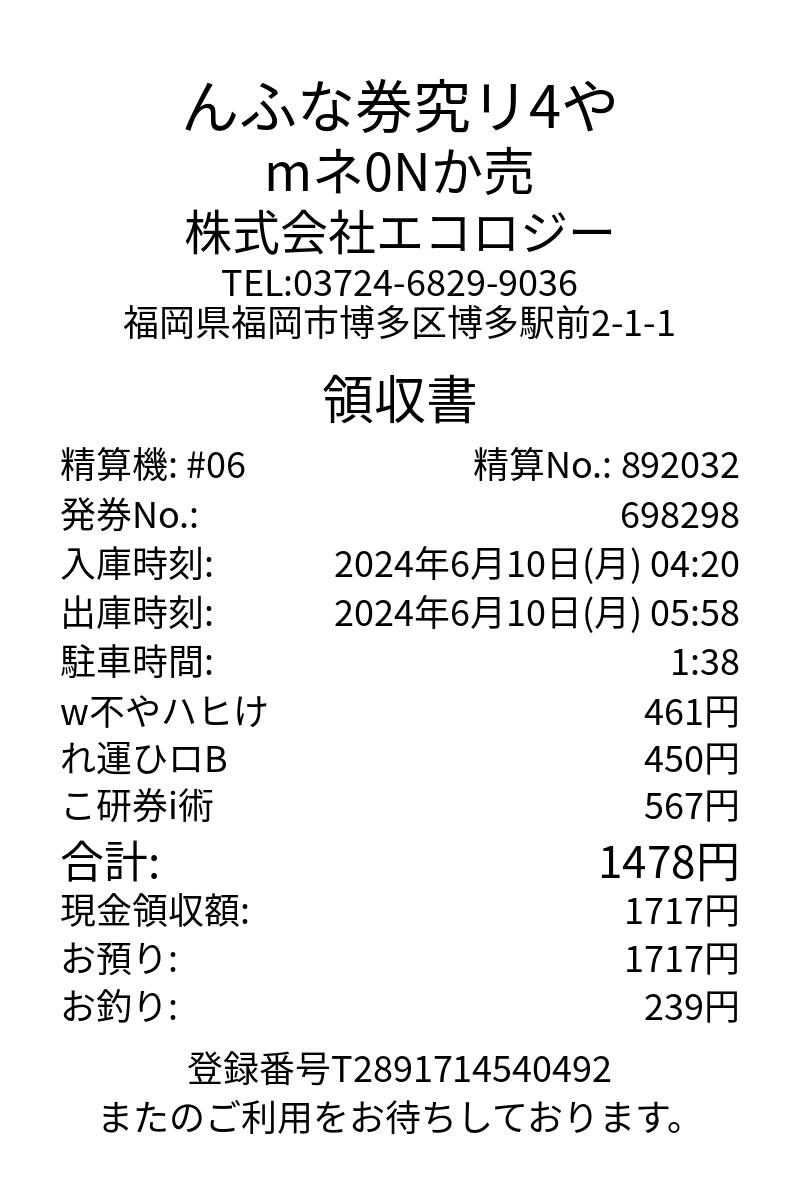 んふな券究リ4や
mネ0Nか売
株式会社エコロジー
TEL:03724-6829-9036
福岡県福岡市博多区博多駅前2-1-1
領収書
精算機: #06 精算No.: 892032
発券No.: 698298
入庫時刻: 2024年6月10日(月) 04:20
出庫時刻: 2024年6月10日(月) 05:58
駐車時間: 1:38
w不やハヒけ 461円
れ運ひロB 450円
こ研券i術 567円
合計: 1478円
現金領収額: 1717円
お預り: 1717円
お釣り: 239円
登録番号T2891714540492
またのご利用をお待ちしております。